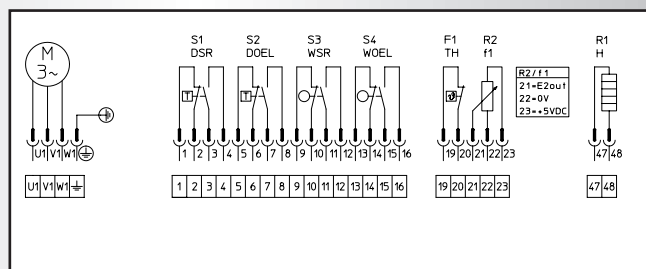 S1 S2 S3 S4 F1 R2 R1
DSR DOEL WSR WOEL TH f1 H
M
3~
R2/f1
21=E2out
22=0V
23=+5VDC
T T ϑ
U1 V1 W1 1 2 3 4 5 6 7 8 9 10 11 12 13 14 15 16 19 20 21 22 23 47 48
U1 V1 W1 1 2 3 4 5 6 7 8 9 10 11 12 13 14 15 16 19 20 21 22 23 47 48